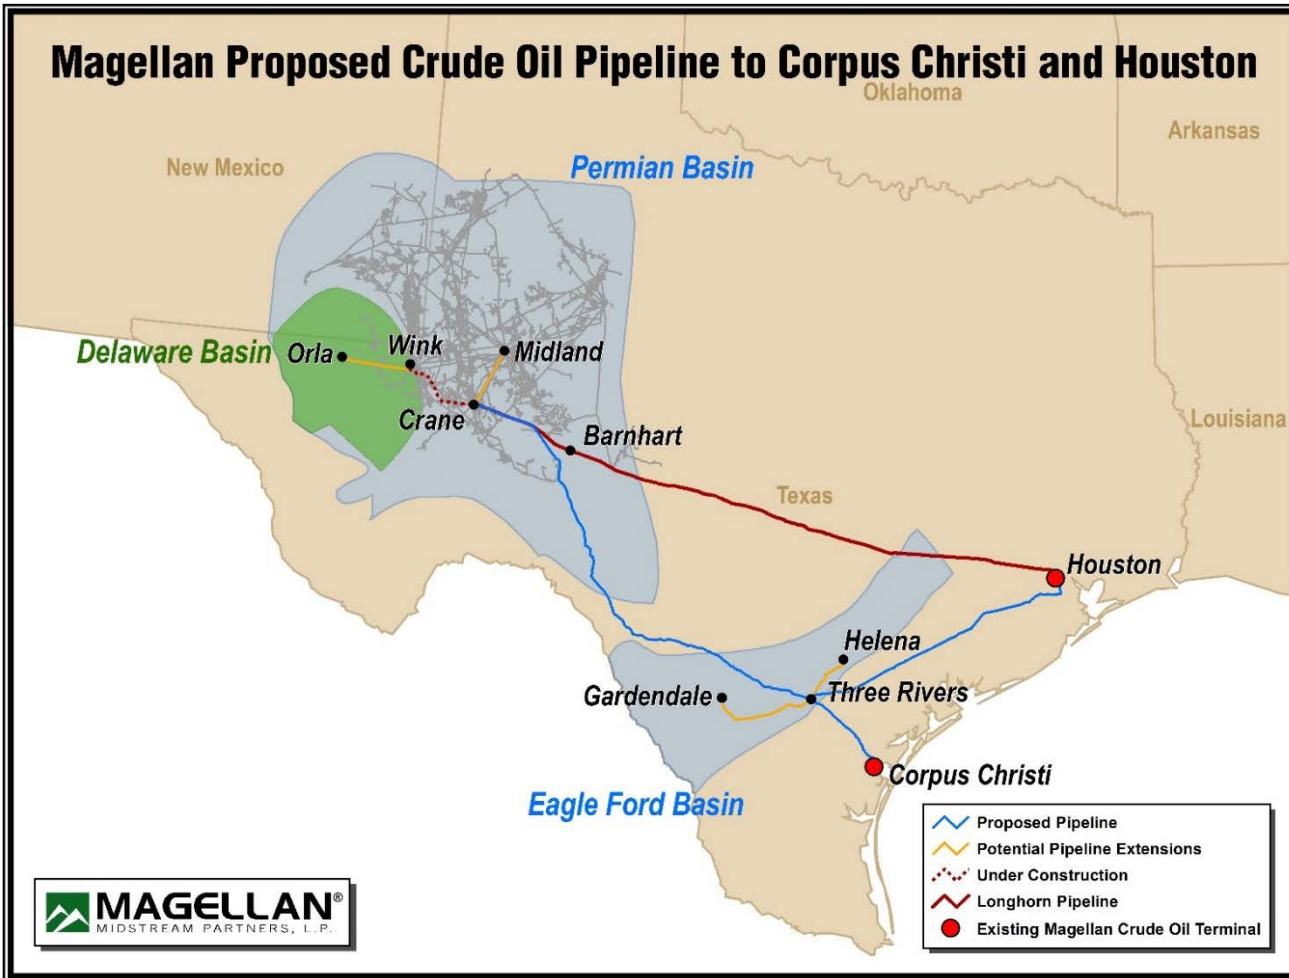 Magellan Proposed Crude Oil Pipeline to Corpus Christi and Houston
Oklahoma
Arkansas
New Mexico
Permian Basin
Delaware Basin
Orla
Wink
Midland
Crane
Barnhart
Louisiana
Texas
Houston
Helena
Gardendale
Three Rivers
Corpus Christi
Eagle Ford Basin
Proposed Pipeline
Potential Pipeline Extensions
Under Construction
Longhorn Pipeline
Existing Magellan Crude Oil Terminal
MAGELLAN®
MIDSTREAM PARTNERS, L.P.